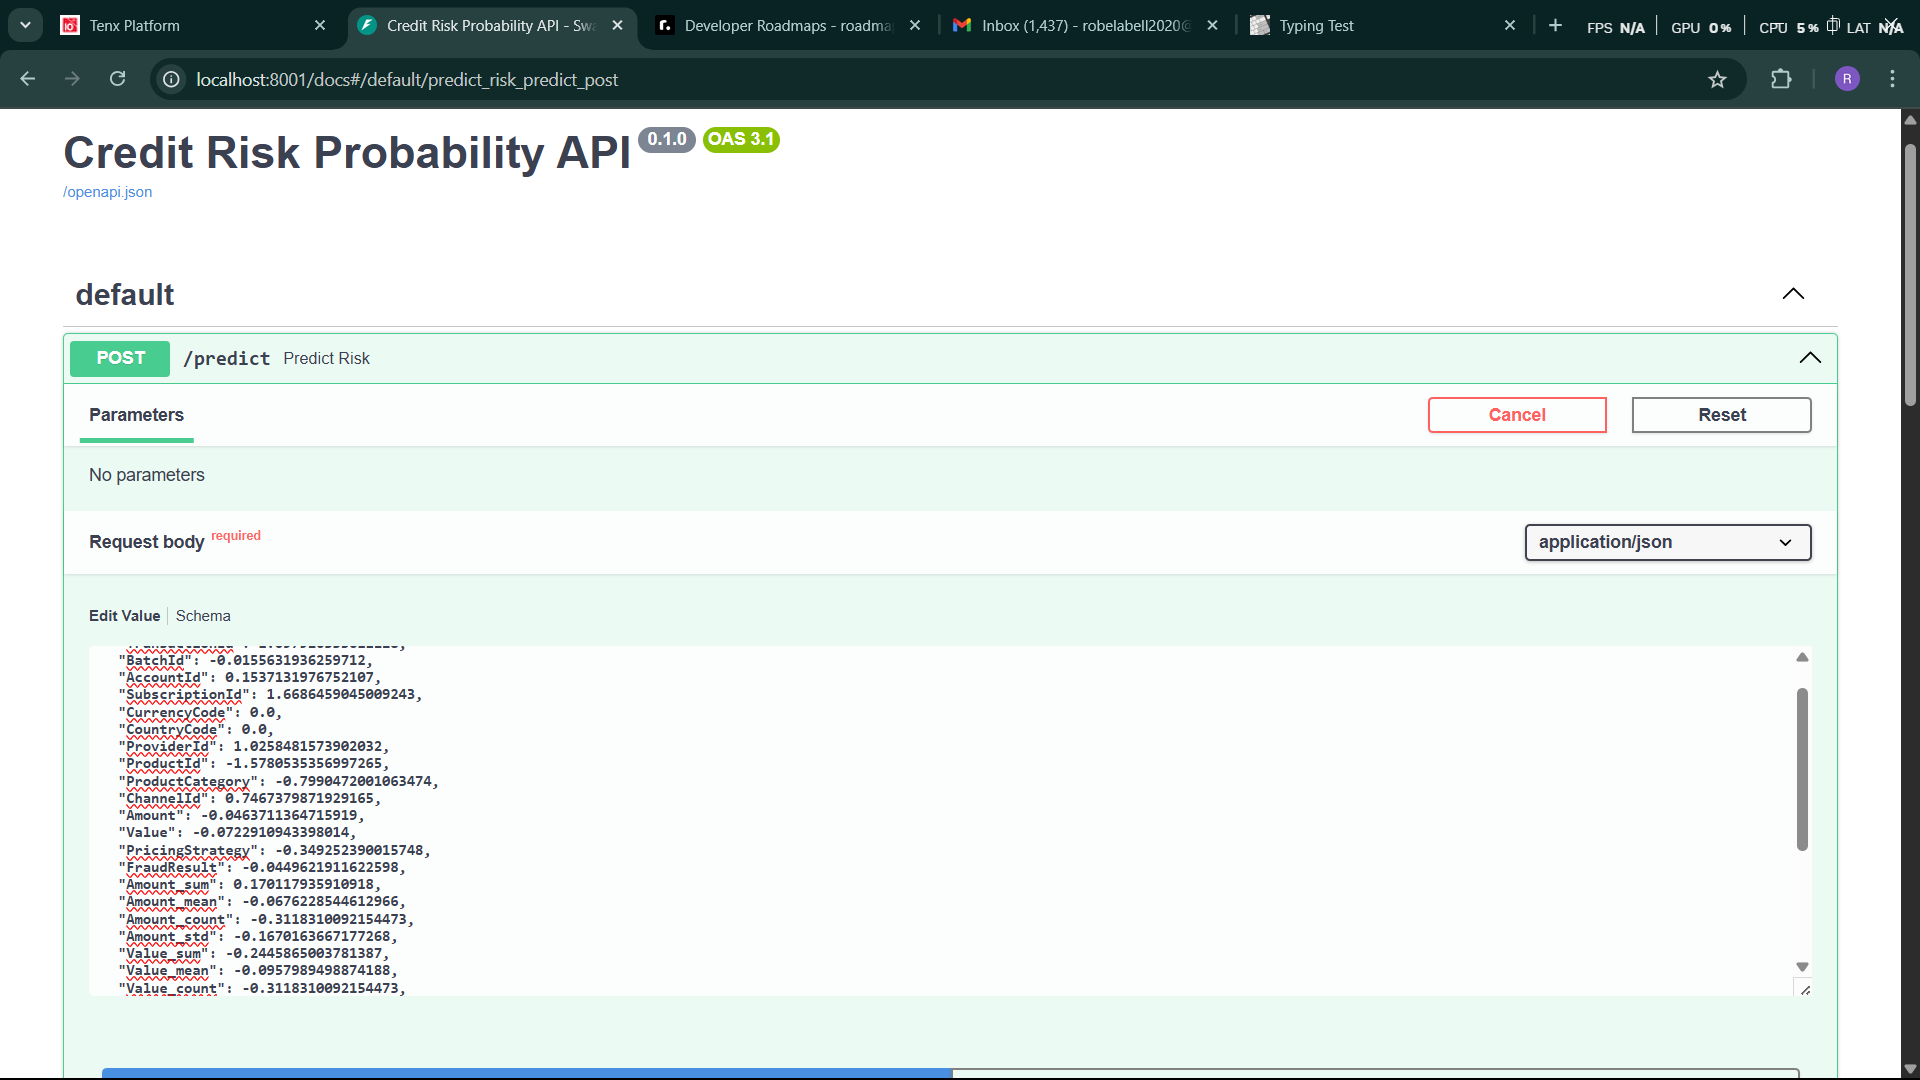 Tenx Platform
Credit Risk Probability API - Swa
Developer Roadmaps - roadma
Inbox (1,437) - robelabell2020@
Typing Test
FPS N/A
GPU 0%
CPU 5%
LAT N/A
localhost:8001/docs#/default/predict_risk_predict_post
R
Credit Risk Probability API 0.1.0 OAS 3.1
/openapi.json
default
POST /predict Predict Risk
Parameters
Cancel
Reset
No parameters
Request body required
application/json
Edit Value
Schema
"BatchId": -0.0155631936259712,
"AccountId": 0.1537131976752107,
"SubscriptionId": 1.6686459045009243,
"CurrencyCode": 0.0,
"CountryCode": 0.0,
"ProviderId": 1.0258481573902032,
"ProductId": -1.5780535356997265,
"ProductCategory": -0.7990472001063474,
"ChannelId": 0.7467379871929165,
"Amount": -0.0463711364715919,
"Value": -0.0722910943398014,
"PricingStrategy": -0.349252390015748,
"FraudResult": -0.0449621911622598,
"Amount_sum": 0.170117935910918,
"Amount_mean": -0.0676228544612966,
"Amount_count": -0.3118310092154473,
"Amount_std": -0.1670163667177268,
"Value_sum": -0.2445865003781387,
"Value_mean": -0.0957989498874188,
"Value_count": -0.3118310092154473,